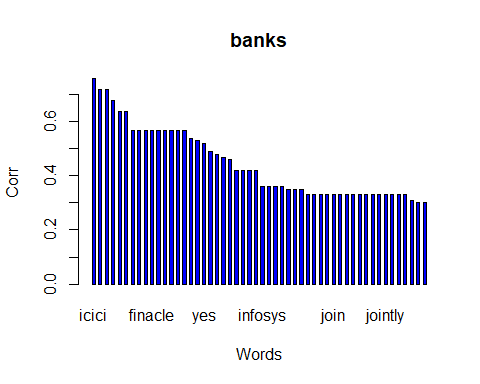 banks
Corr
0.6
0.4
0.2
0.0
icici finacle yes infosys join jointly
Words